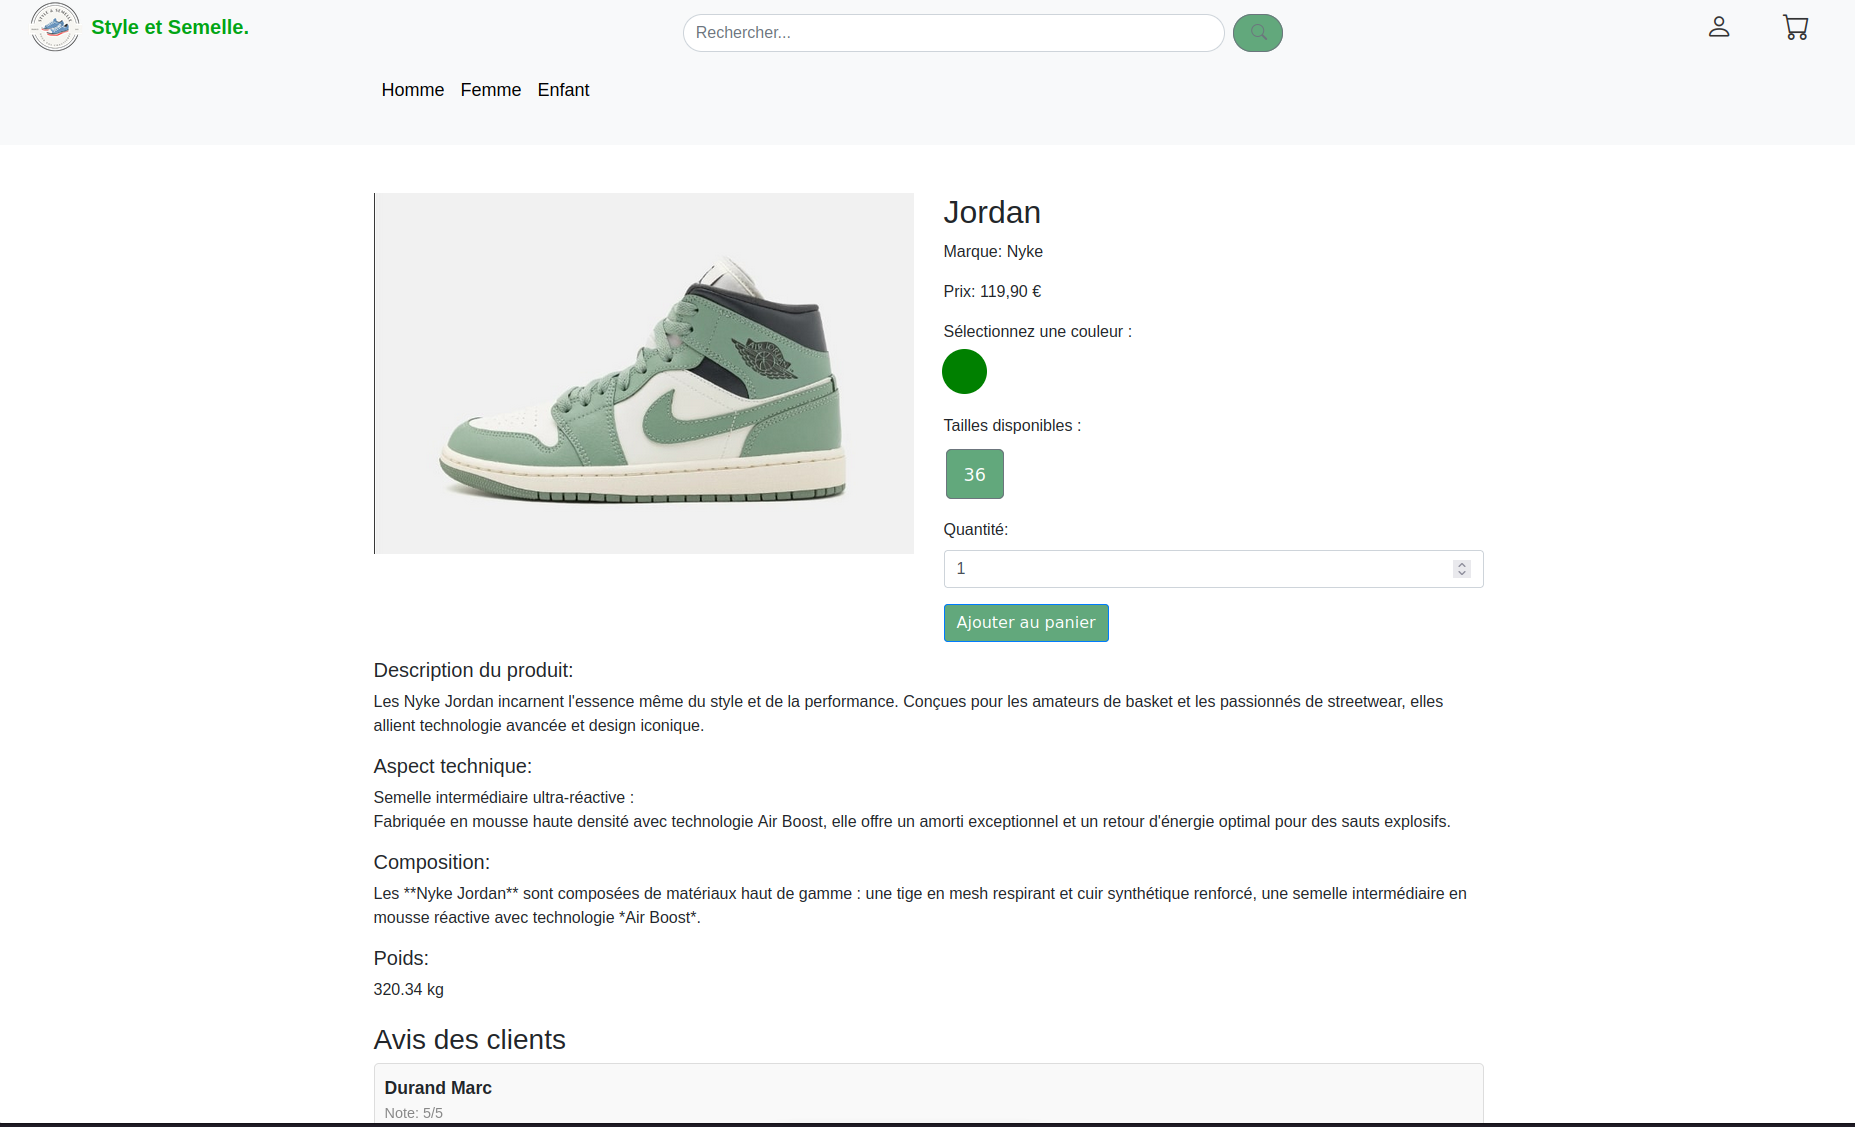 STYLE & SEMELLE
Style et Semelle.
Rechercher...
Homme Femme Enfant
Jordan
Marque: Nyke
Prix: 119,90 €
Sélectionnez une couleur :
AIR JORDAN
Tailles disponibles :
36
Quantité:
1
Ajouter au panier
Description du produit:
Les Nyke Jordan incarnent l'essence même du style et de la performance. Conçues pour les amateurs de basket et les passionnés de streetwear, elles
allient technologie avancée et design iconique.
Aspect technique:
Semelle intermédiaire ultra-réactive :
Fabriquée en mousse haute densité avec technologie Air Boost, elle offre un amorti exceptionnel et un retour d'énergie optimal pour des sauts explosifs.
Composition:
Les **Nyke Jordan** sont composées de matériaux haut de gamme : une tige en mesh respirant et cuir synthétique renforcé, une semelle intermédiaire en
mousse réactive avec technologie *Air Boost*.
Poids:
320.34 kg
Avis des clients
Durand Marc
Note: 5/5